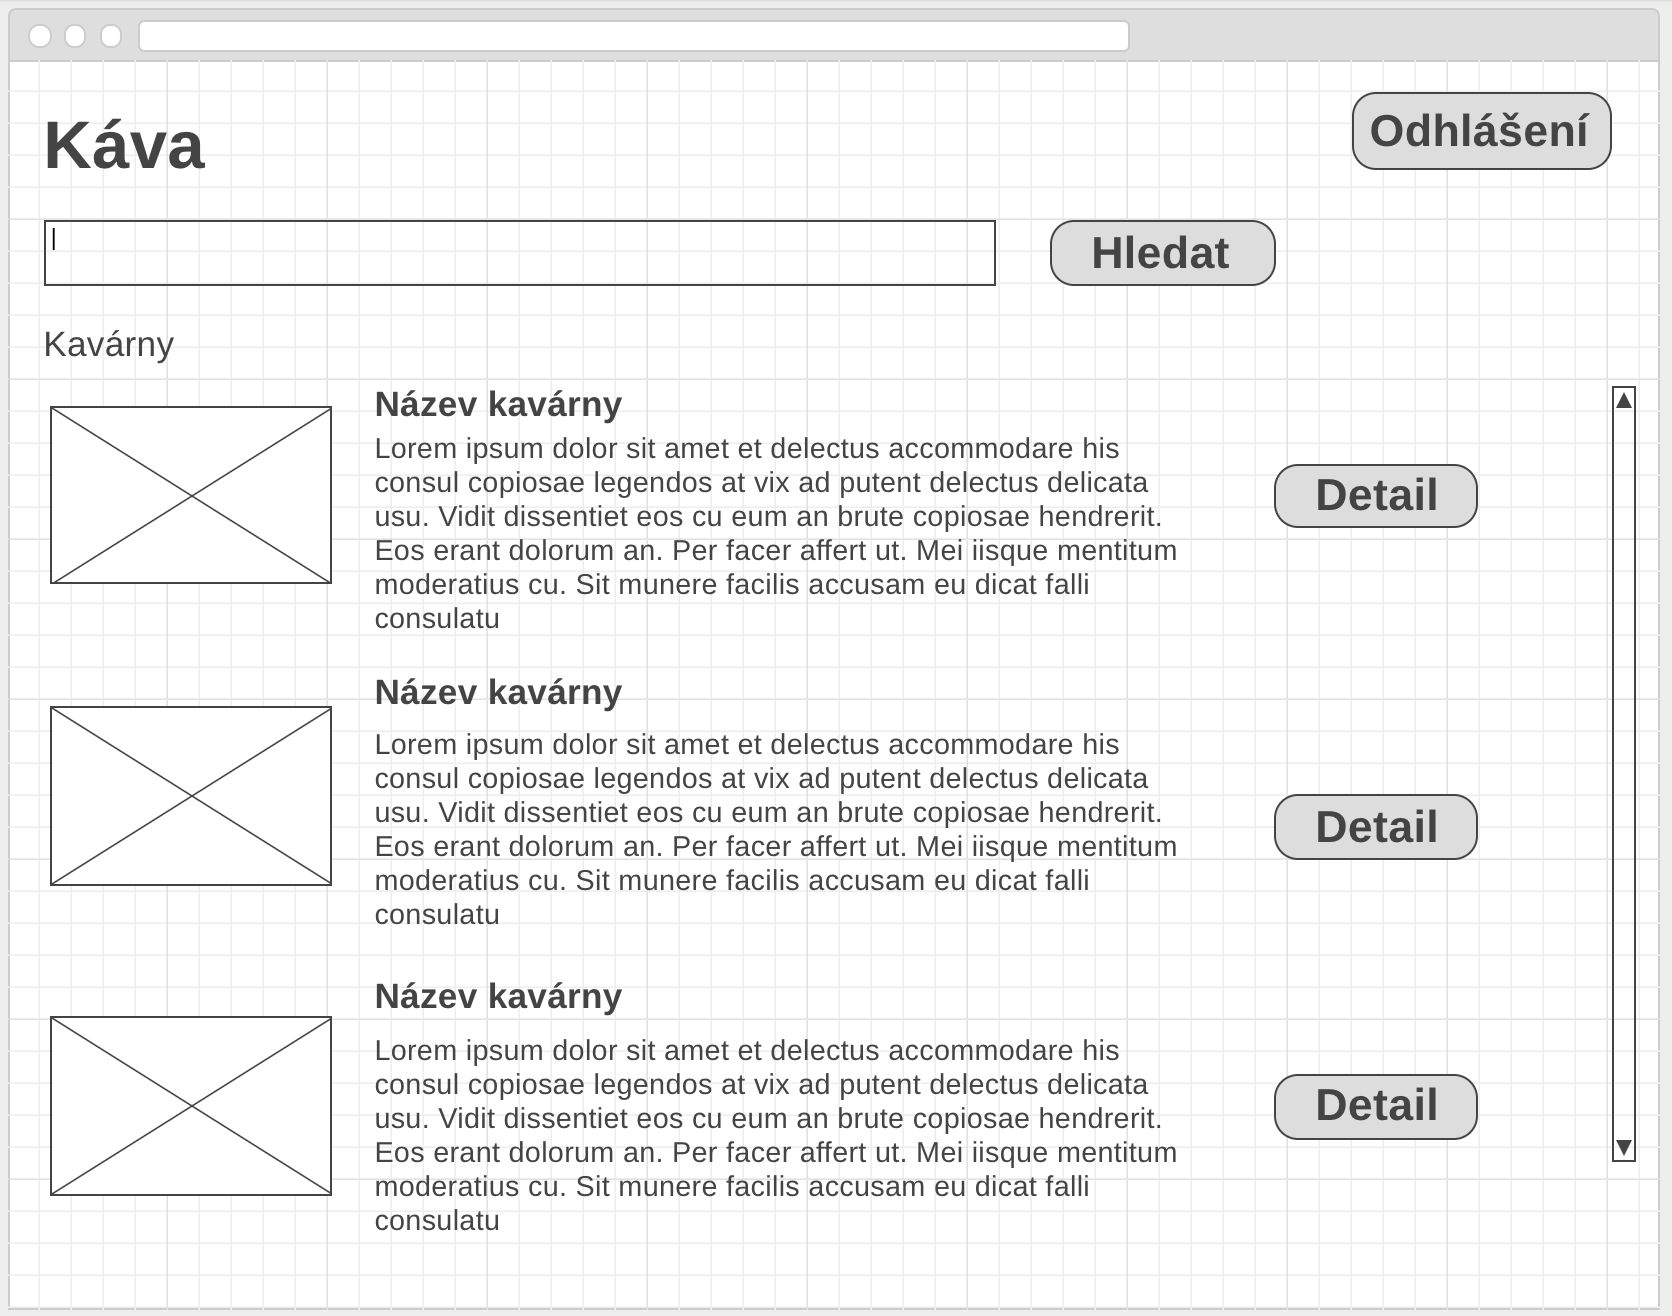 Káva
Odhlášení
Hledat
Kavárny
Název kavárny
Lorem ipsum dolor sit amet et delectus accommodare his
consul copiosae legendos at vix ad putent delectus delicata
usu. Vidit dissentiet eos cu eum an brute copiosae hendrerit.
Eos erant dolorum an. Per facer affert ut. Mei iisque mentitum
moderatius cu. Sit munere facilis accusam eu dicat falli
consulatu
Detail
Název kavárny
Lorem ipsum dolor sit amet et delectus accommodare his
consul copiosae legendos at vix ad putent delectus delicata
usu. Vidit dissentiet eos cu eum an brute copiosae hendrerit.
Eos erant dolorum an. Per facer affert ut. Mei iisque mentitum
moderatius cu. Sit munere facilis accusam eu dicat falli
consulatu
Detail
Název kavárny
Lorem ipsum dolor sit amet et delectus accommodare his
consul copiosae legendos at vix ad putent delectus delicata
usu. Vidit dissentiet eos cu eum an brute copiosae hendrerit.
Eos erant dolorum an. Per facer affert ut. Mei iisque mentitum
moderatius cu. Sit munere facilis accusam eu dicat falli
consulatu
Detail